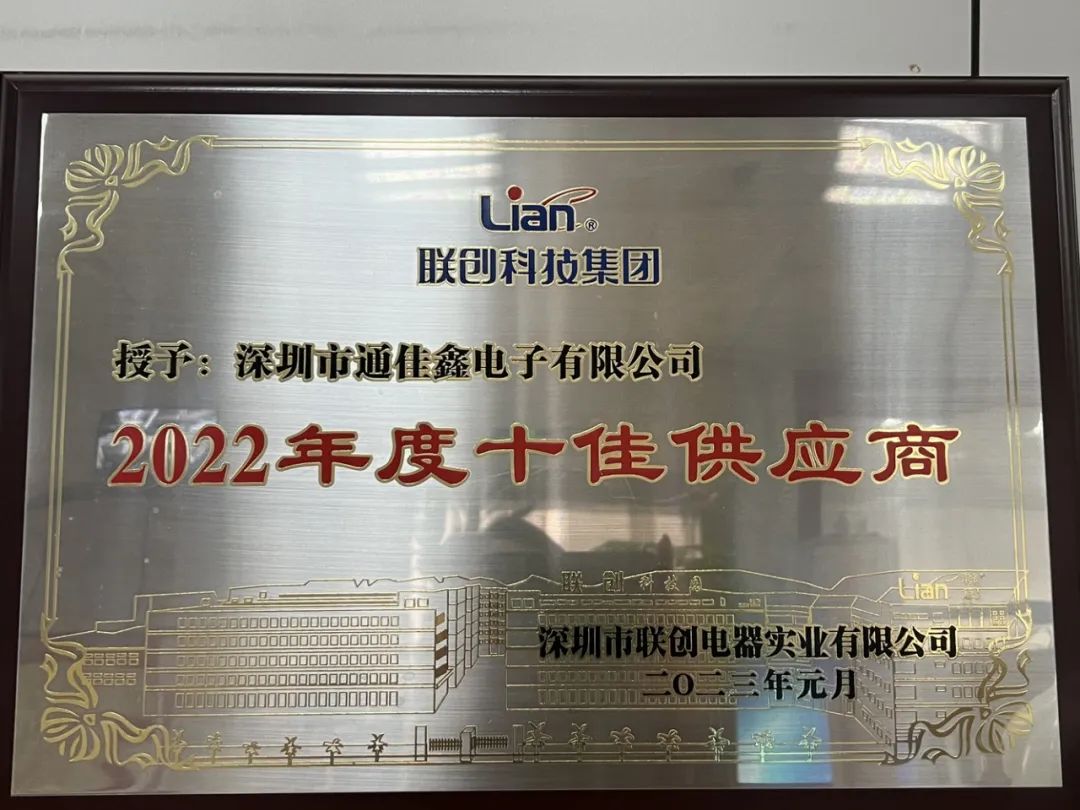 Lian®
联创科技集团
授予：深圳市通佳鑫电子有限公司
2022年度十佳供应商
联创科技园
Lian
深圳市联创电器实业有限公司
二O二三年元月